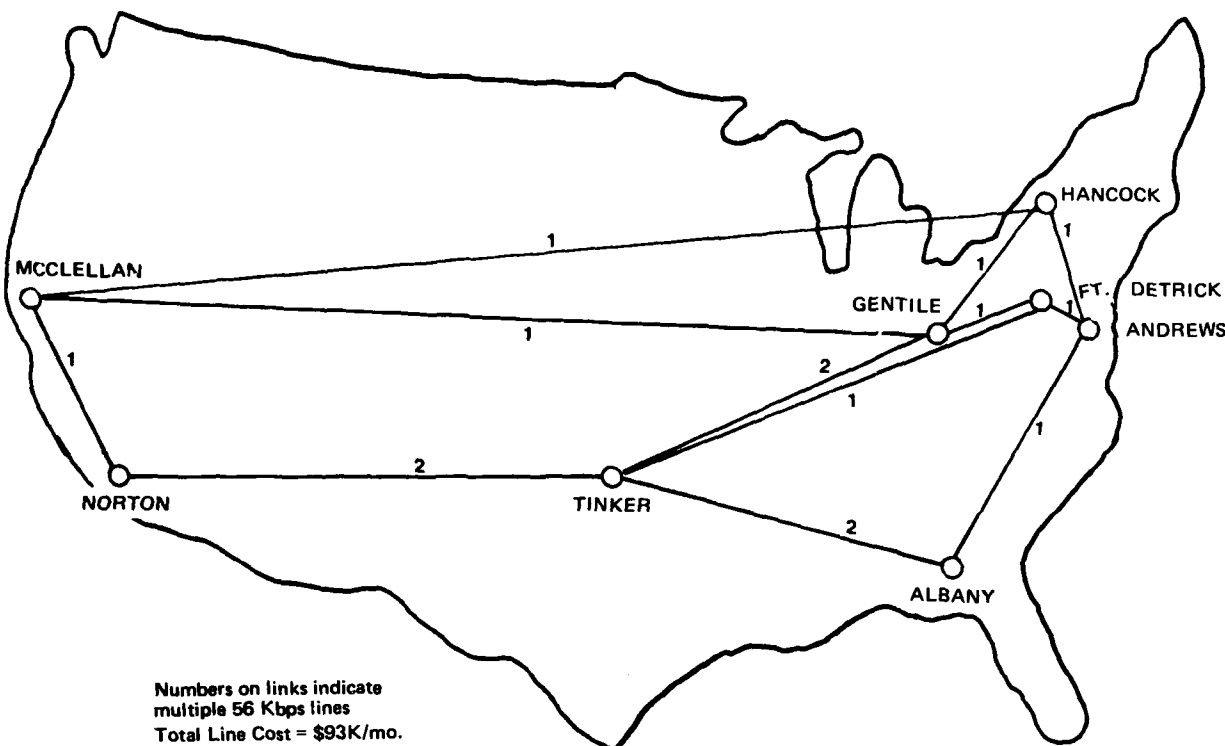 HANCOCK
1
1
MCCLELLAN
1
FT. DETRICK
GENTILE
1
1
ANDREWS
1
1
2
1
1
2
NORTON
TINKER
2
ALBANY
Numbers on links indicate
multiple 56 Kbps lines
Total Line Cost = $93K/mo.